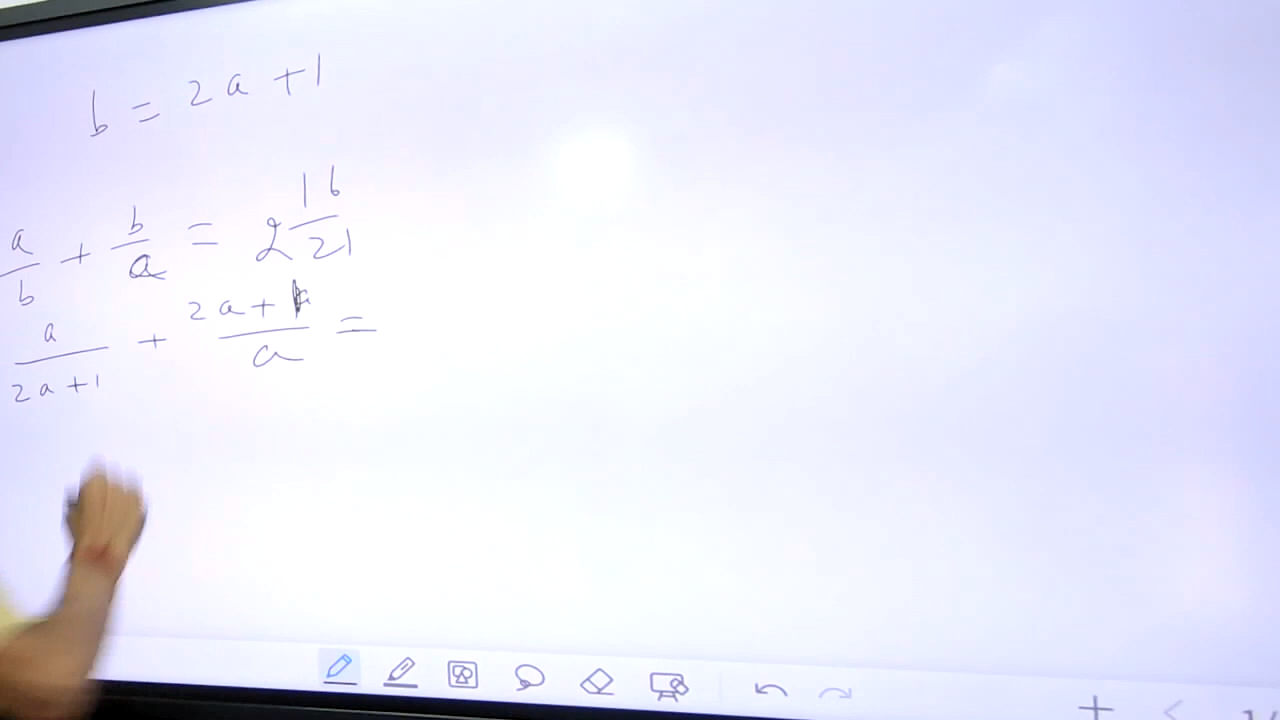 b = 2a + 1
a/b + b/a = 2 16/21
a/(2a+1) + (2a+1)/a =